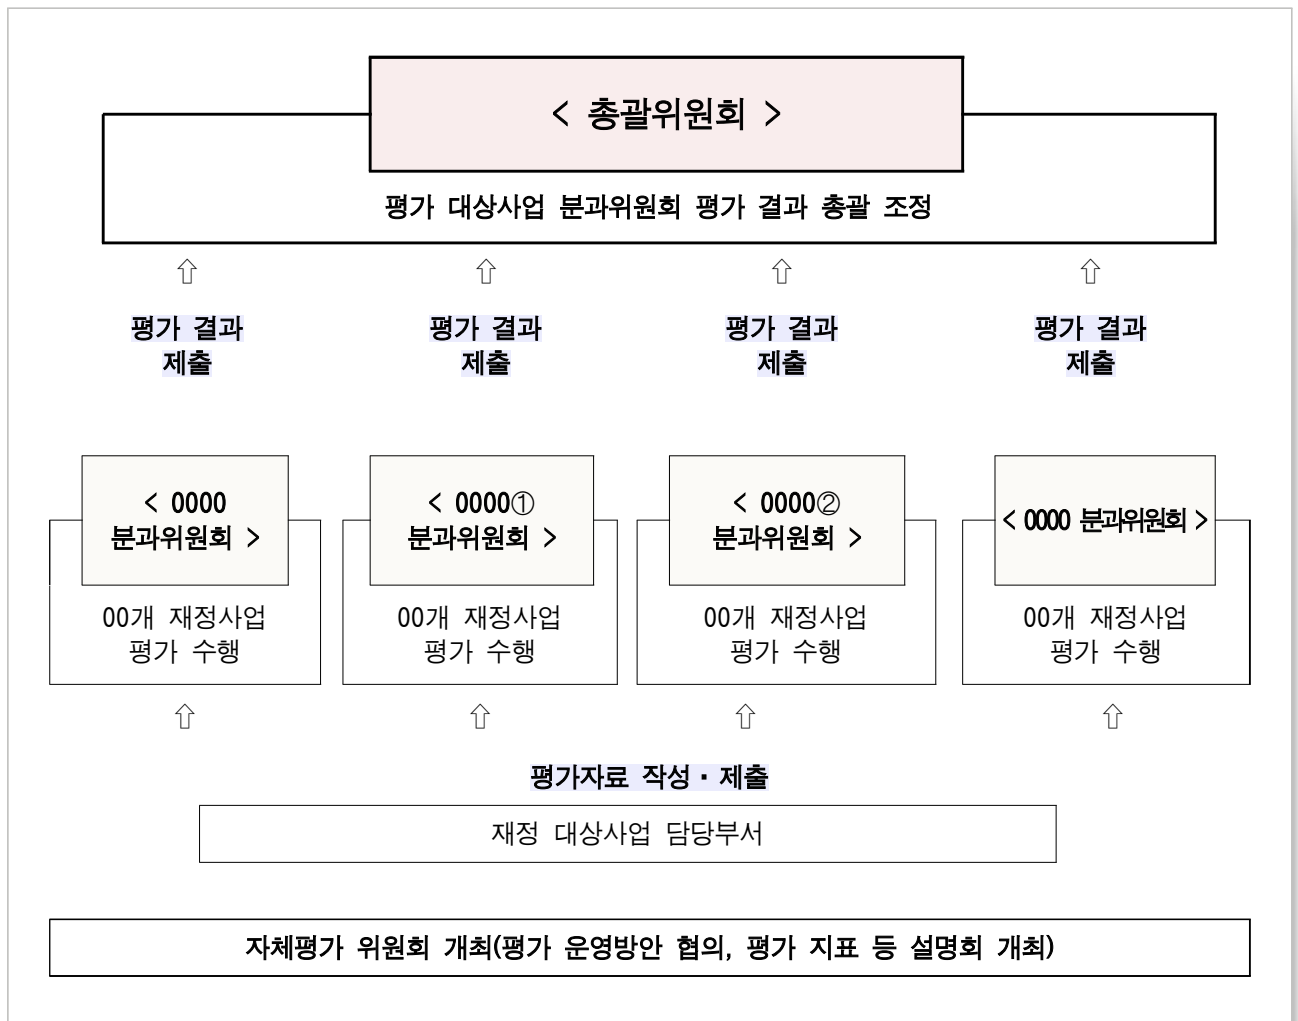 < 총괄위원회 >
평가 대상사업 분과위원회 평가 결과 총괄 조정
⇧ ⇧ ⇧ ⇧
평가 결과
제출
평가 결과
제출
평가 결과
제출
평가 결과
제출
< 0000
분과위원회 >
00개 재정사업
평가 수행
< 0000①
분과위원회 >
00개 재정사업
평가 수행
< 0000②
분과위원회 >
00개 재정사업
평가 수행
< 0000 분과위원회 >
00개 재정사업
평가 수행
⇧ ⇧ ⇧ ⇧
평가자료 작성·제출
재정 대상사업 담당부서
자체평가 위원회 개최(평가 운영방안 협의, 평가 지표 등 설명회 개최)